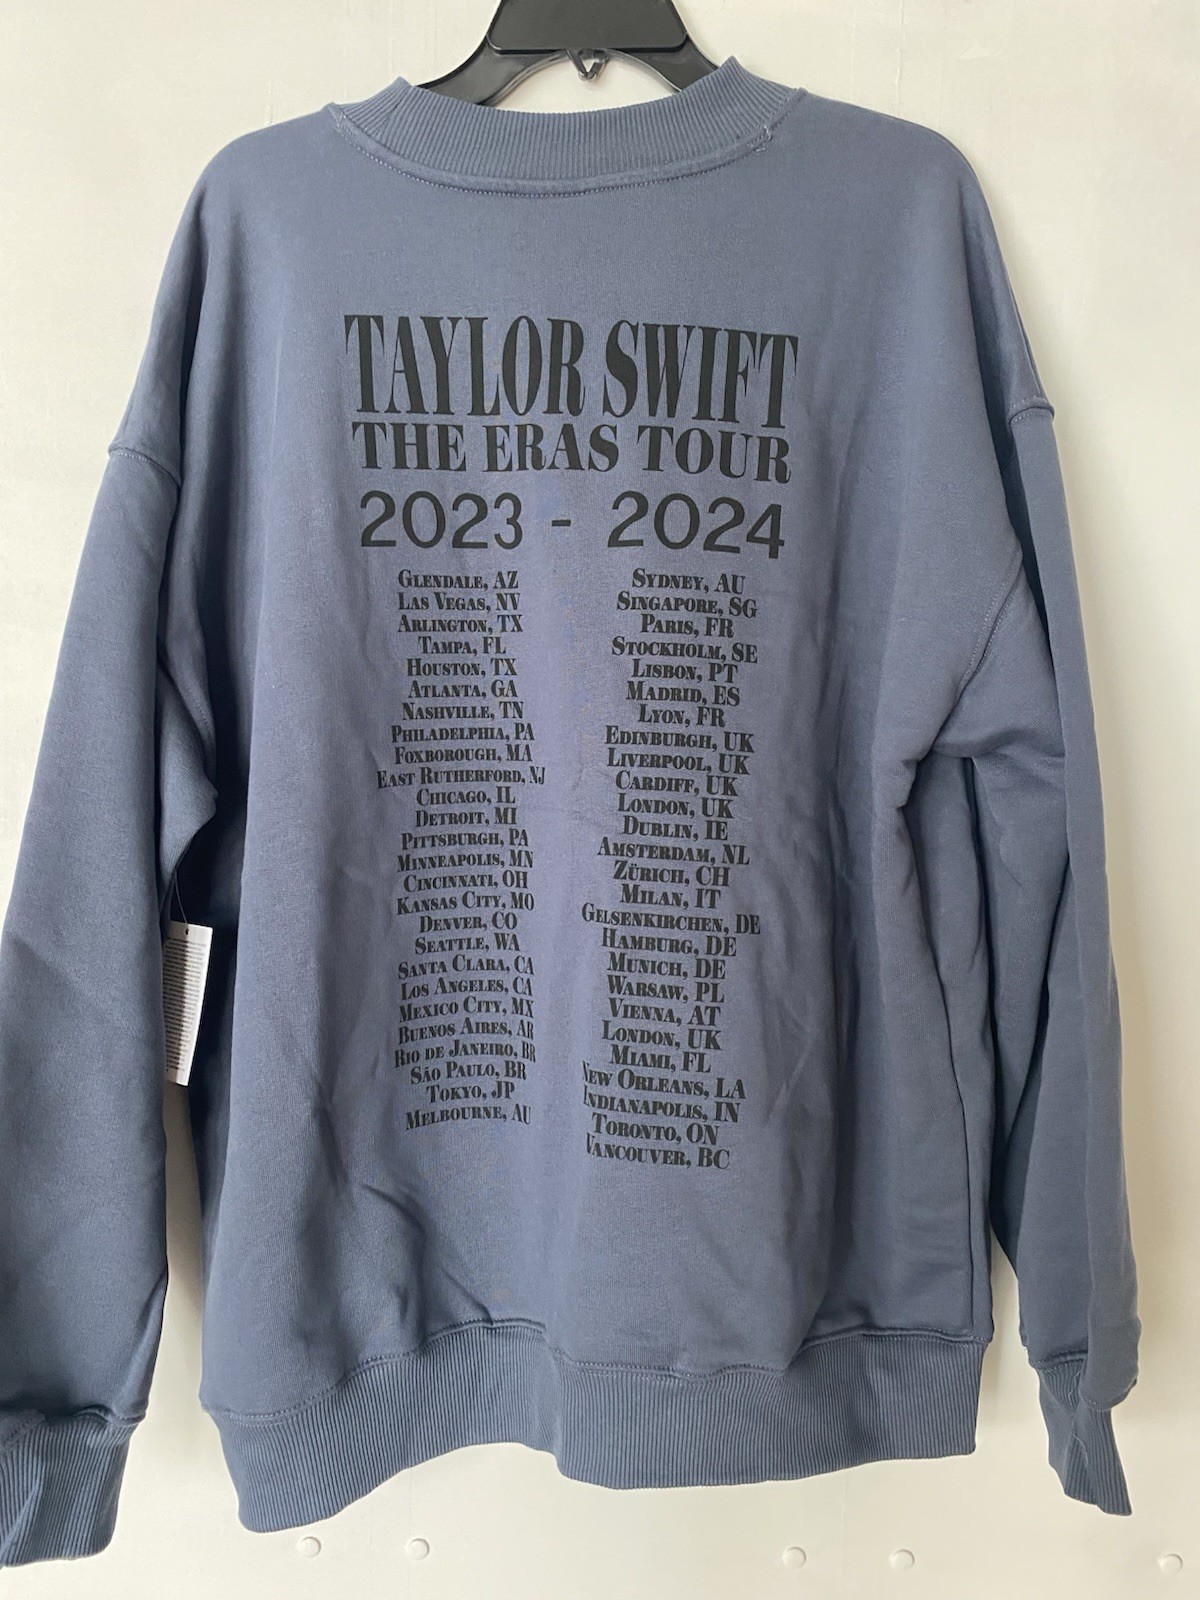 TAYLOR SWIFT
THE ERAS TOUR
2023 - 2024
GLENDALE, AZ
LAS VEGAS, NV
ARLINGTON, TX
TAMPA, FL
HOUSTON, TX
ATLANTA, GA
NASHVILLE, TN
PHILADELPHIA, PA
FOXBOROUGH, MA
EAST RUTHERFORD, NJ
CHICAGO, IL
DETROIT, MI
PITTSBURGH, PA
MINNEAPOLIS, MN
CINCINNATI, OH
KANSAS CITY, MO
DENVER, CO
SEATTLE, WA
SANTA CLARA, CA
LOS ANGELES, CA
MEXICO CITY, MX
BUENOS AIRES, AR
RIO DE JANEIRO, BR
SÃO PAULO, BR
TOKYO, JP
MELBOURNE, AU
SYDNEY, AU
SINGAPORE, SG
PARIS, FR
STOCKHOLM, SE
LISBON, PT
MADRID, ES
LYON, FR
EDINBURGH, UK
LIVERPOOL, UK
CARDIFF, UK
LONDON, UK
DUBLIN, IE
AMSTERDAM, NL
ZÜRICH, CH
MILAN, IT
GELSENKIRCHEN, DE
HAMBURG, DE
MUNICH, DE
WARSAW, PL
VIENNA, AT
LONDON, UK
MIAMI, FL
NEW ORLEANS, LA
INDIANAPOLIS, IN
TORONTO, ON
VANCOUVER, BC